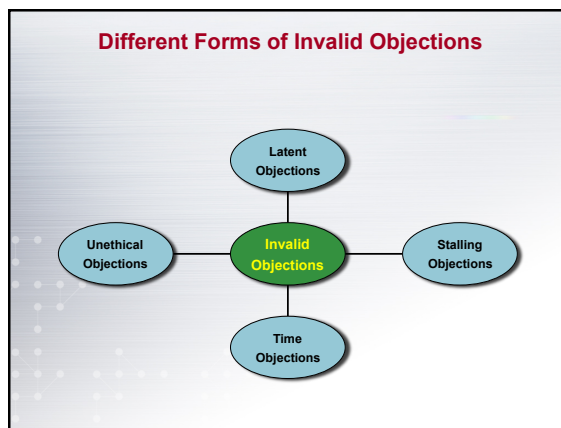 Different Forms of Invalid Objections
Latent
Objections
Unethical
Objections
Invalid
Objections
Stalling
Objections
Time
Objections